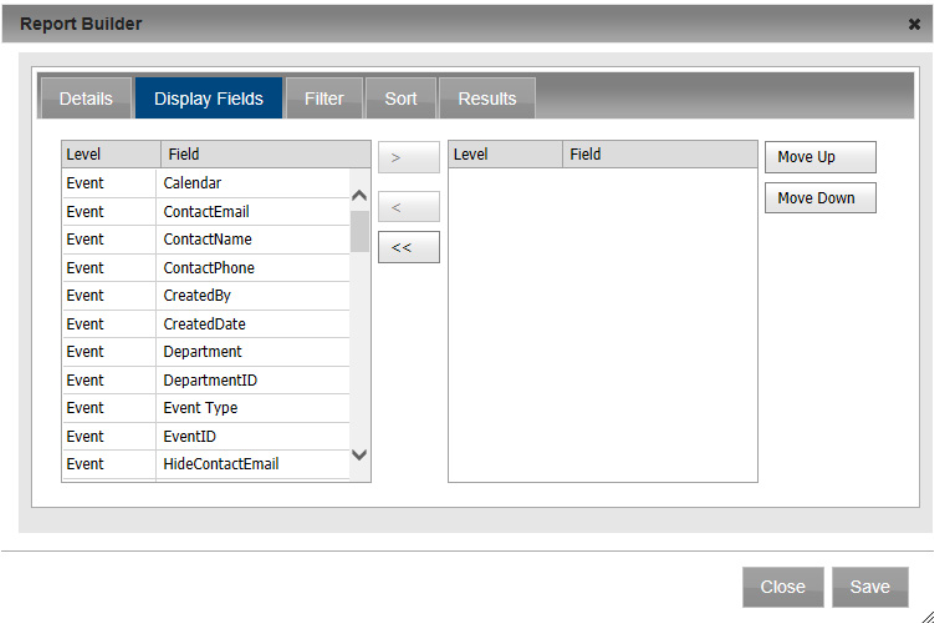 Report Builder ×
Details Display Fields Filter Sort Results
Level Field > Level Field Move Up
Event Calendar
Event ContactEmail < Move Down
Event ContactName <<
Event ContactPhone
Event CreatedBy
Event CreatedDate
Event Department
Event DepartmentID
Event Event Type
Event EventID
Event HideContactEmail
Close Save